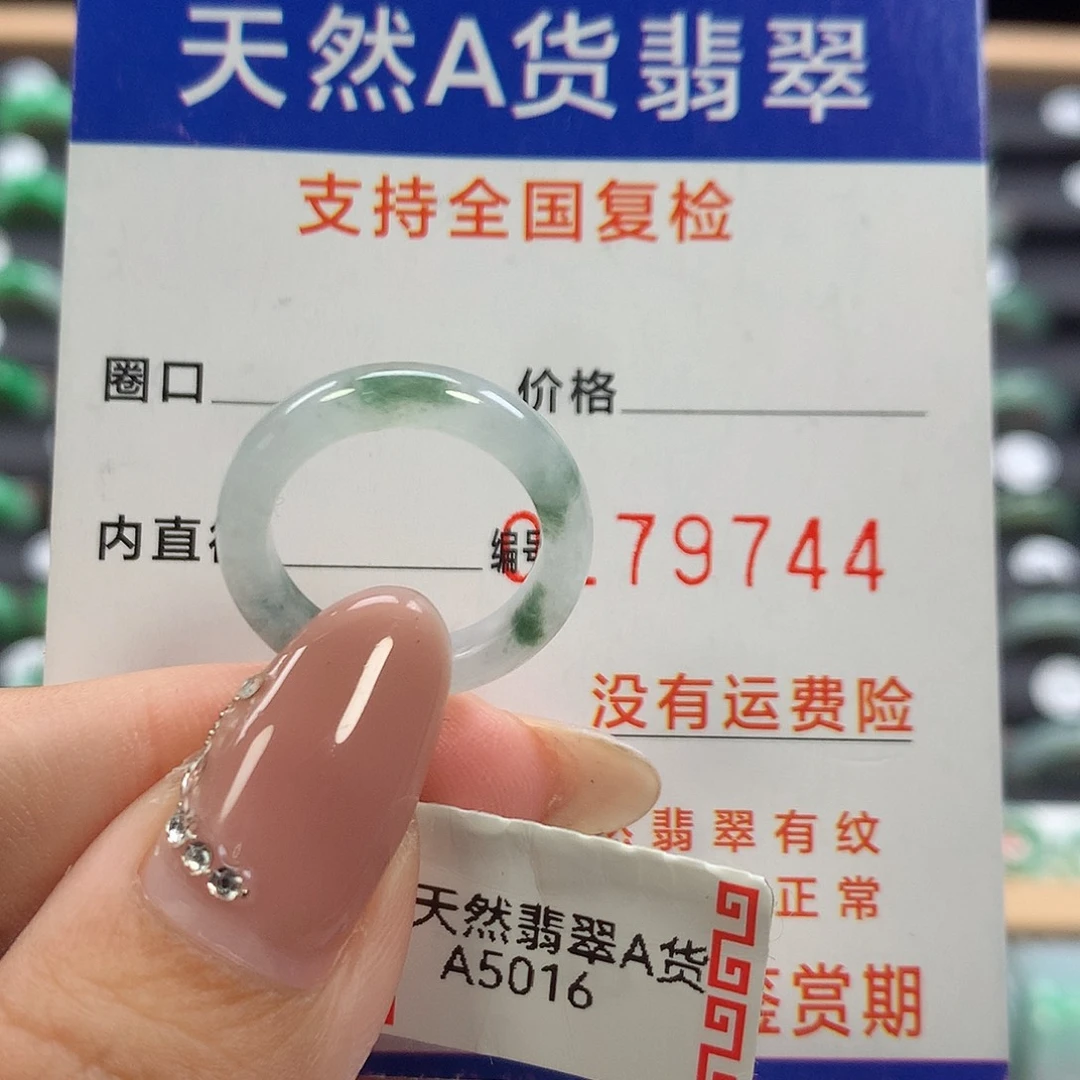 天然A货翡翠
支持全国复检
圈口 价格
内直 编号 79744
没有运费险
翡翠有纹
正常
赏期
天然翡翠A货
A5016